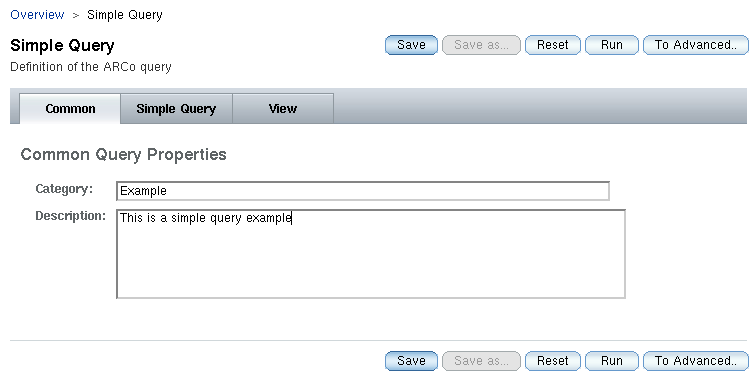 Overview > Simple Query
Simple Query
Save Save as... Reset Run To Advanced..
Definition of the ARCo query
Common Simple Query View
Common Query Properties
Category: Example
Description: This is a simple query example
Save Save as... Reset Run To Advanced..